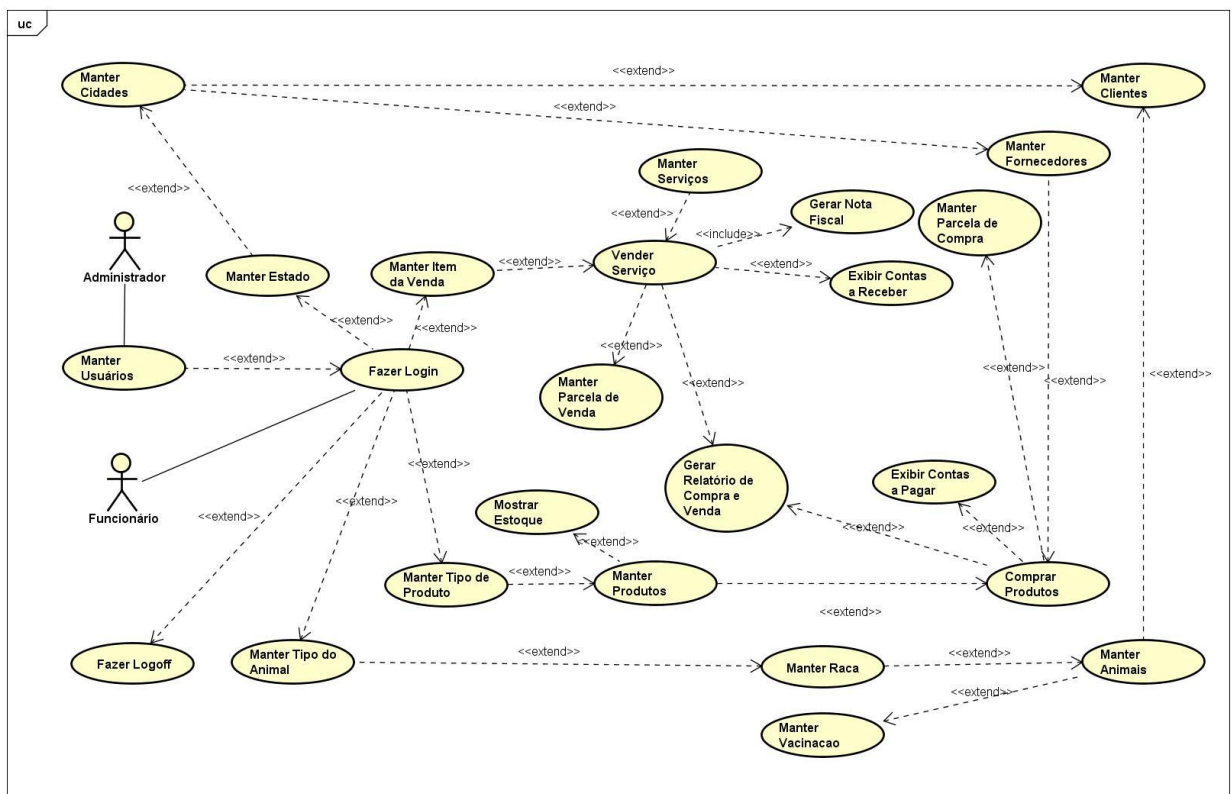 uc
Manter
Cidades
<<extend>>
Manter
Clientes
<<extend>>
Manter
Fornecedores
Manter
Serviços
<<extend>>
Gerar Nota
Fiscal
Manter
Parcela de
Compra
<<extend>>
<<include>>
Administrador
Manter Estado
Manter Item
da Venda
<<extend>>
Vender
Serviço
<<extend>>
Exibir Contas
a Receber
<<extend>>
<<extend>>
<<extend>>
<<extend>>
Manter
Usuários
<<extend>>
Fazer Login
<<extend>>
<<extend>>
Manter
Parcela de
Venda
<<extend>>
<<extend>>
Funcionário
<<extend>>
<<extend>>
<<extend>>
Gerar
Relatório de
Compra e
Venda
Exibir Contas
a Pagar
Mostrar
Estoque
<<extend>>
<<extend>>
<<extend>>
Manter Tipo de
Produto
<<extend>>
Manter
Produtos
Comprar
Produtos
<<extend>>
Fazer Logoff
Manter Tipo do
Animal
<<extend>>
Manter Raca
<<extend>>
Manter
Animais
<<extend>>
Manter
Vacinacao